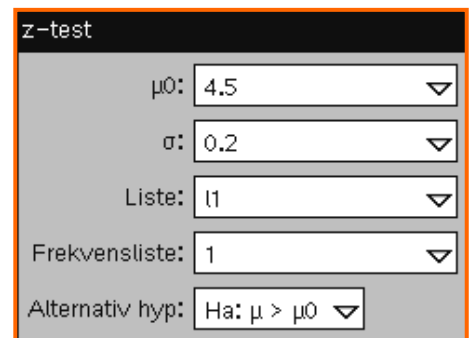 z-test
μ0: 4.5
σ: 0.2
Liste: l1
Frekvensliste: 1
Alternativ hyp: Ha: μ > μ0